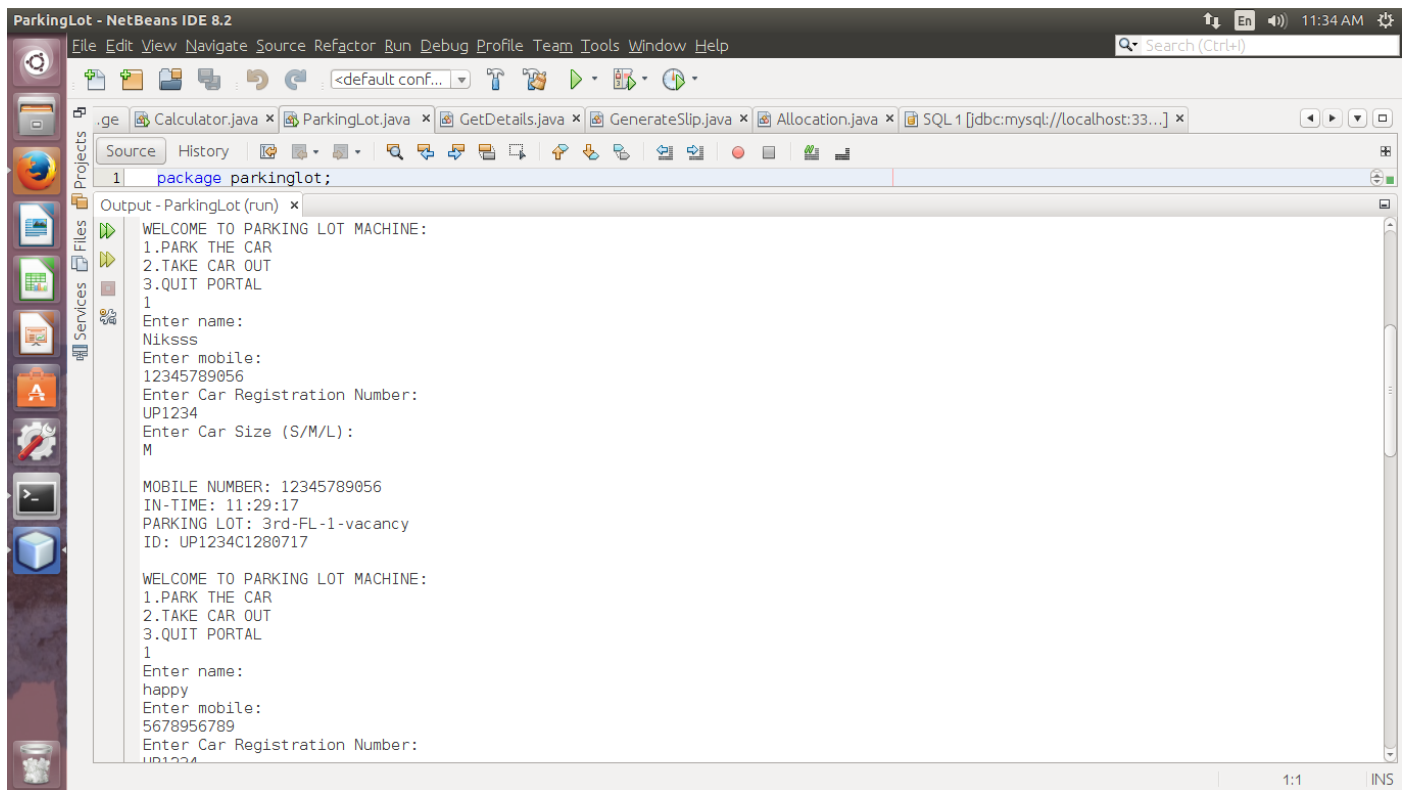 ParkingLot - NetBeans IDE 8.2
En 11:34 AM
File Edit View Navigate Source Refactor Run Debug Profile Team Tools Window Help
Search (Ctrl+I)
<default conf...
.ge Calculator.java ParkingLot.java GetDetails.java GenerateSlip.java Allocation.java SQL 1 [jdbc:mysql://localhost:33...]
Projects
Files
Services
Source History
1 package parkinglot;
Output - ParkingLot (run)
WELCOME TO PARKING LOT MACHINE:
1.PARK THE CAR
2.TAKE CAR OUT
3.QUIT PORTAL
1
Enter name:
Niksss
Enter mobile:
12345789056
Enter Car Registration Number:
UP1234
Enter Car Size (S/M/L):
M
MOBILE NUMBER: 12345789056
IN-TIME: 11:29:17
PARKING LOT: 3rd-FL-1-vacancy
ID: UP1234C1280717
WELCOME TO PARKING LOT MACHINE:
1.PARK THE CAR
2.TAKE CAR OUT
3.QUIT PORTAL
1
Enter name:
happy
Enter mobile:
5678956789
Enter Car Registration Number:
UP1234
1:1 INS